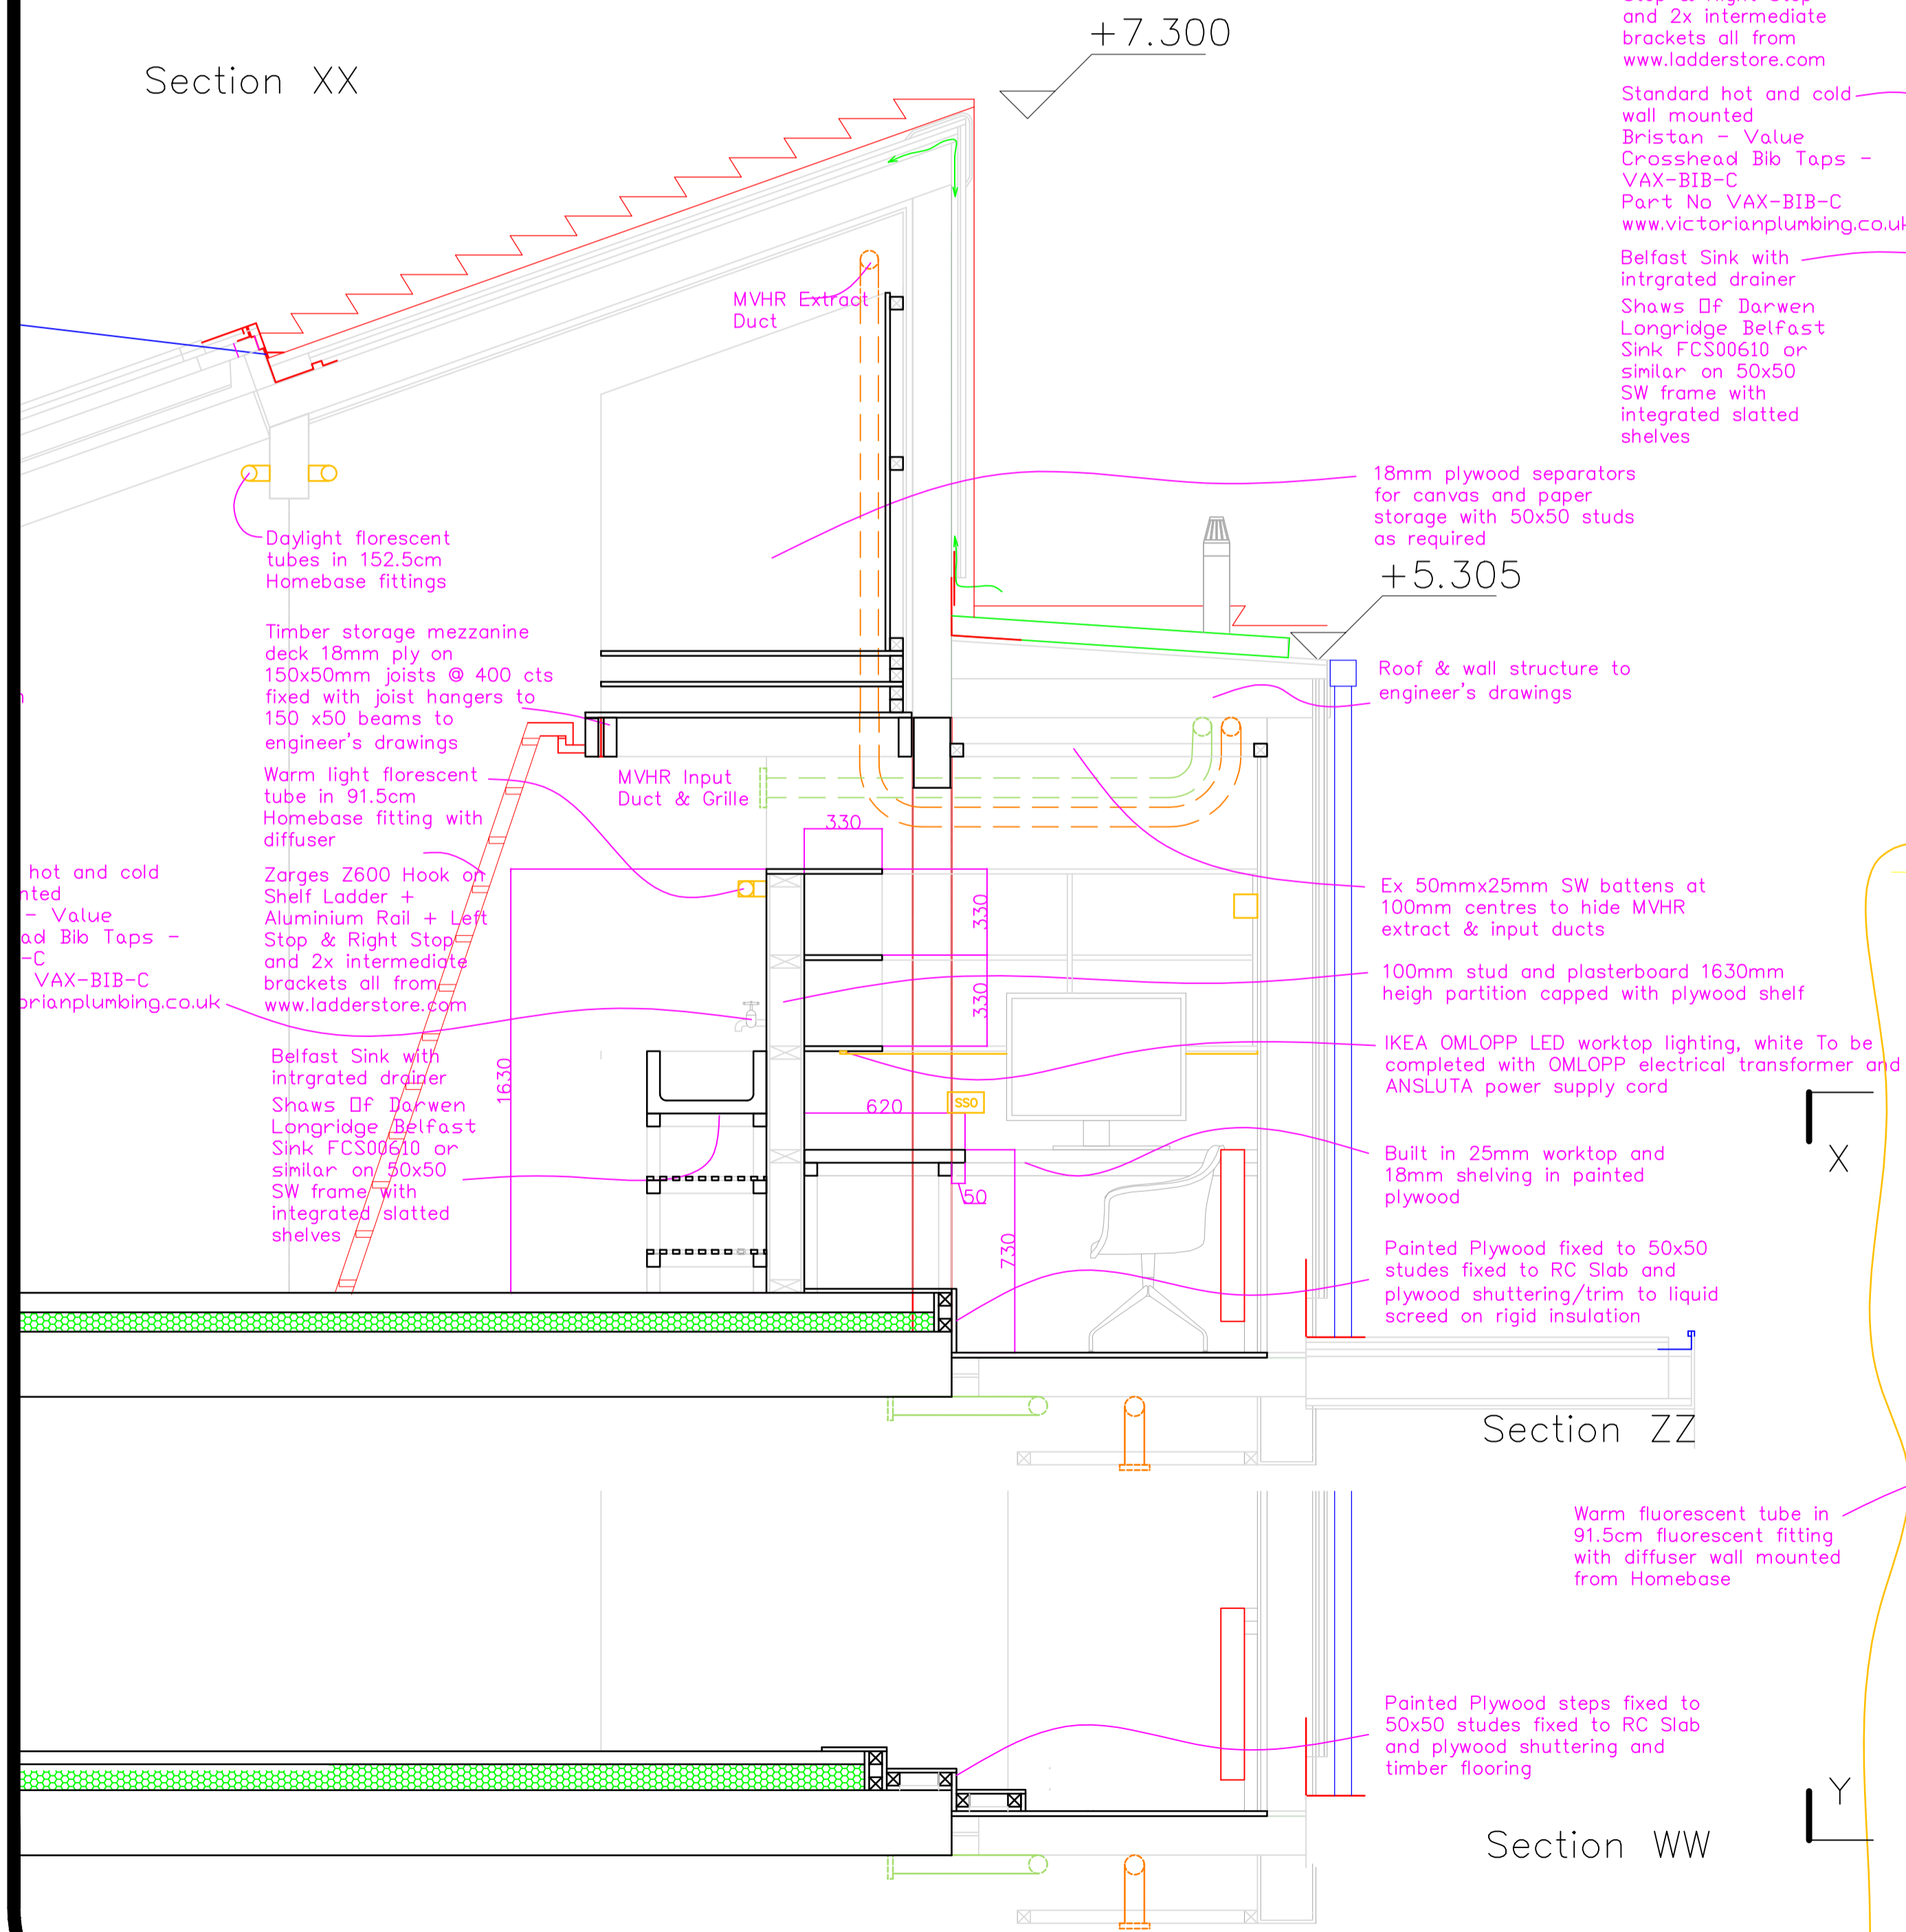 Section XX
+7.300
and 2x intermediate
brackets all from
www.ladderstore.com
Standard hot and cold
wall mounted
Bristan - Value
Crosshead Bib Taps -
VAX-BIB-C
Part No VAX-BIB-C
www.victorianplumbing.co.uk
Belfast Sink with
intrgrated drainer
Shaws Of Darwen
Longridge Belfast
Sink FCS00610 or
similar on 50x50
SW frame with
integrated slatted
shelves
MVHR Extract
Duct
18mm plywood separators
for canvas and paper
storage with 50x50 studs
as required
+5.305
Daylight florescent
tubes in 152.5cm
Homebase fittings
Timber storage mezzanine
deck 18mm ply on
150x50mm joists @ 400 cts
fixed with joist hangers to
150 x50 beams to
engineer's drawings
Roof & wall structure to
engineer's drawings
Warm light florescent
tube in 91.5cm
Homebase fitting with
diffuser
MVHR Input
Duct & Grille
330
330
330
1630
620
SSO
50
730
hot and cold
- Value
Bib Taps -
-C
VAX-BIB-C
Zarges Z600 Hook on
Shelf Ladder +
Aluminium Rail + Left
Stop & Right Stop
and 2x intermediate
brackets all from
www.ladderstore.com
Belfast Sink with
intrgrated drainer
Shaws Of Darwen
Longridge Belfast
Sink FCS00610 or
similar on 50x50
SW frame with
integrated slatted
shelves
Ex 50mmx25mm SW battens at
100mm centres to hide MVHR
extract & input ducts
100mm stud and plasterboard 1630mm
heigh partition capped with plywood shelf
IKEA OMLOPP LED worktop lighting, white To be
completed with OMLOPP electrical transformer and
ANSLUTA power supply cord
X
Built in 25mm worktop and
18mm shelving in painted
plywood
Painted Plywood fixed to 50x50
studes fixed to RC Slab and
plywood shuttering/trim to liquid
screed on rigid insulation
Section ZZ
Warm fluorescent tube in
91.5cm fluorescent fitting
with diffuser wall mounted
from Homebase
Painted Plywood steps fixed to
50x50 studes fixed to RC Slab
and plywood shuttering and
timber flooring
Y
Section WW